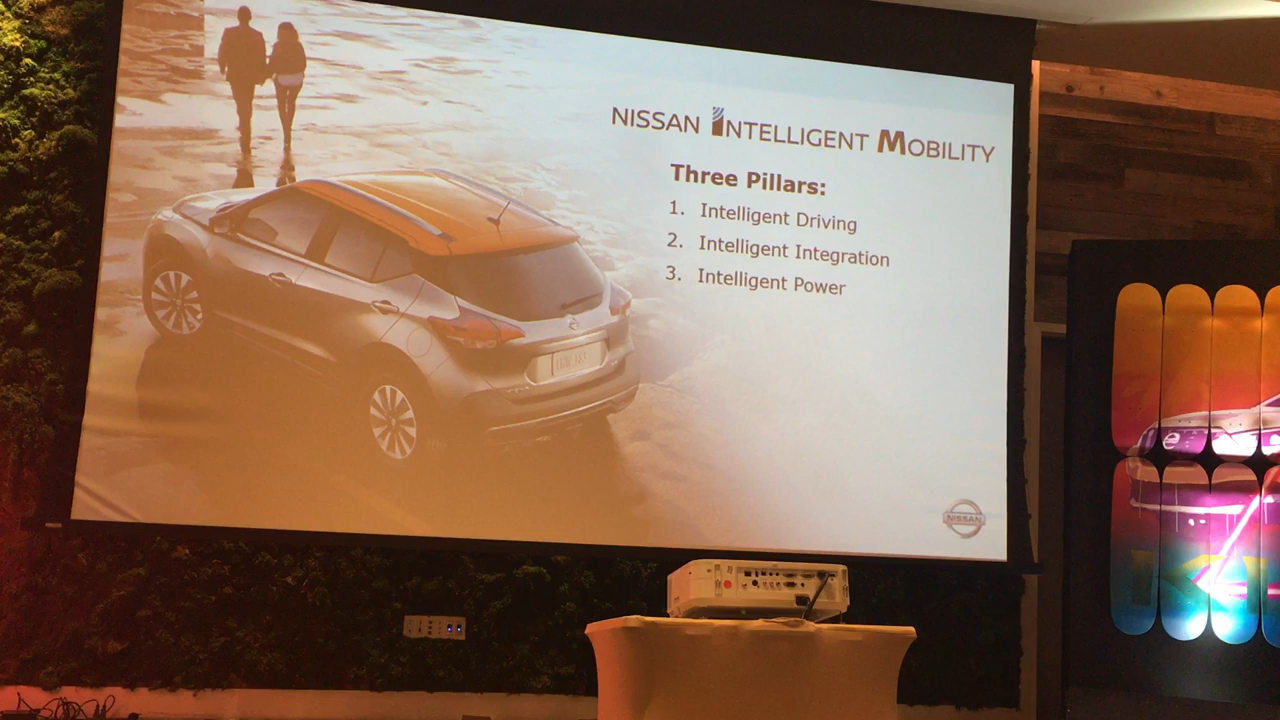 NISSAN INTELLIGENT MOBILITY
Three Pillars:
1. Intelligent Driving
2. Intelligent Integration
3. Intelligent Power
NISSAN